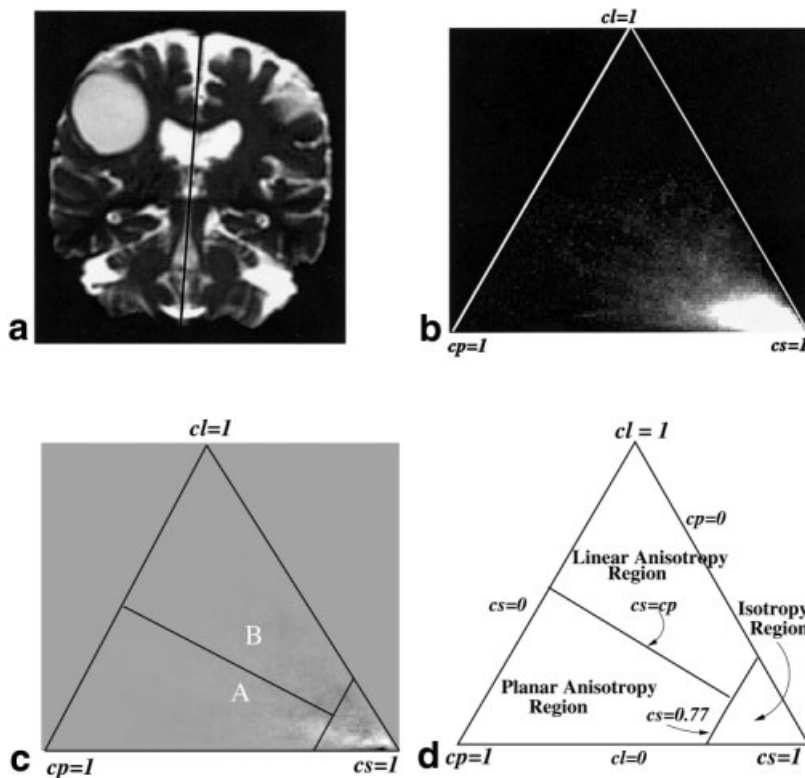 cl=1
a
b
cp=1
cs=1
cl=1
B
A
c
cp=1
cs=1
cl = 1
cp=0
Linear Anisotropy
Region
cs=0
cs=cp
Isotropy
Region
Planar Anisotropy
Region
cs=0.77
d
cp=1
cl=0
cs=1